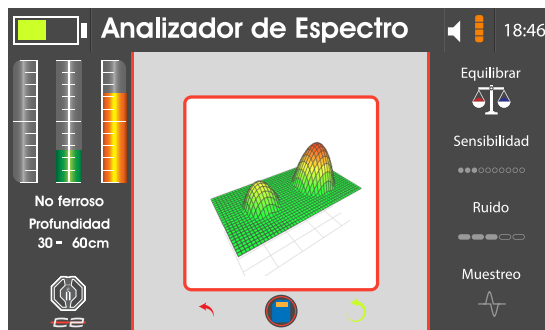 Analizador de Espectro
18:46
No ferroso
Profundidad
30 - 60cm
Equilibrar
Sensibilidad
Ruido
Muestreo